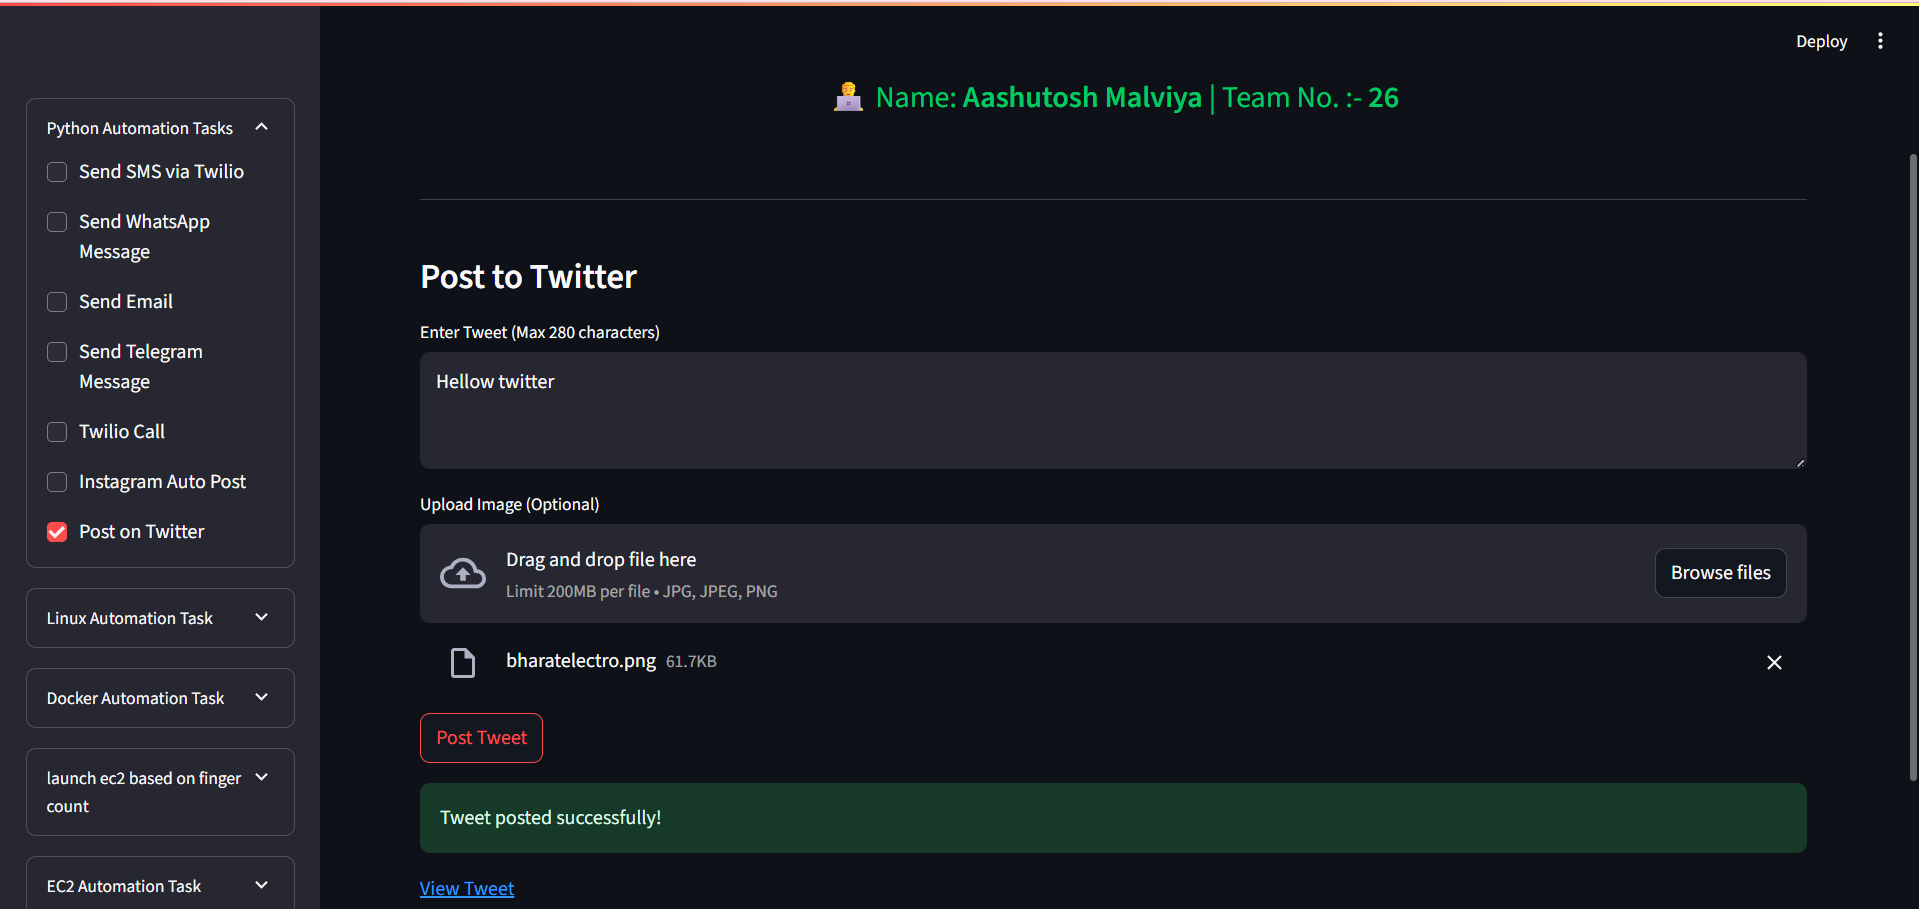 Deploy
Name: Aashutosh Malviya | Team No. :- 26
Python Automation Tasks
Send SMS via Twilio
Send WhatsApp
Message
Send Email
Send Telegram
Message
Twilio Call
Instagram Auto Post
Post on Twitter
Linux Automation Task
Docker Automation Task
launch ec2 based on finger
count
EC2 Automation Task
Post to Twitter
Enter Tweet (Max 280 characters)
Hellow twitter
Upload Image (Optional)
Drag and drop file here
Limit 200MB per file • JPG, JPEG, PNG
Browse files
bharatelectro.png 61.7KB
Post Tweet
Tweet posted successfully!
View Tweet